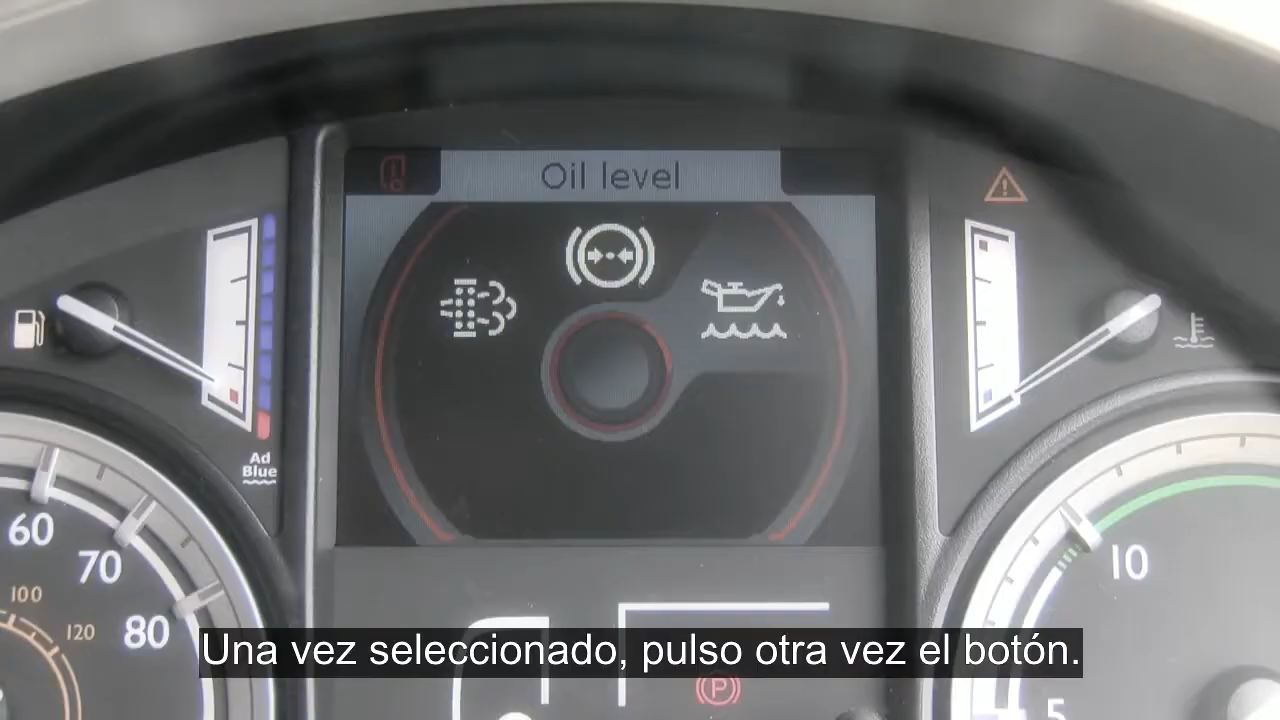 Oil level
Ad
Blue
60
70
80
100
120
10
5
P
Una vez seleccionado, pulso otra vez el botón.